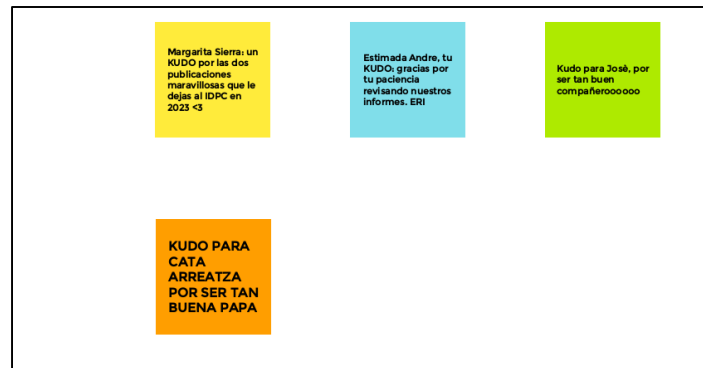 Margarita Sierra: un
KUDO por las dos
publicaciones
maravillosas que le
dejas al IDPC en
2023 <3
Estimada Andre, tu
KUDO: gracias por
tu paciencia
revisando nuestros
informes. ERI
Kudo para Josè, por
ser tan buen
compañeroooooo
KUDO PARA
CATA
ARREATZA
POR SER TAN
BUENA PAPA